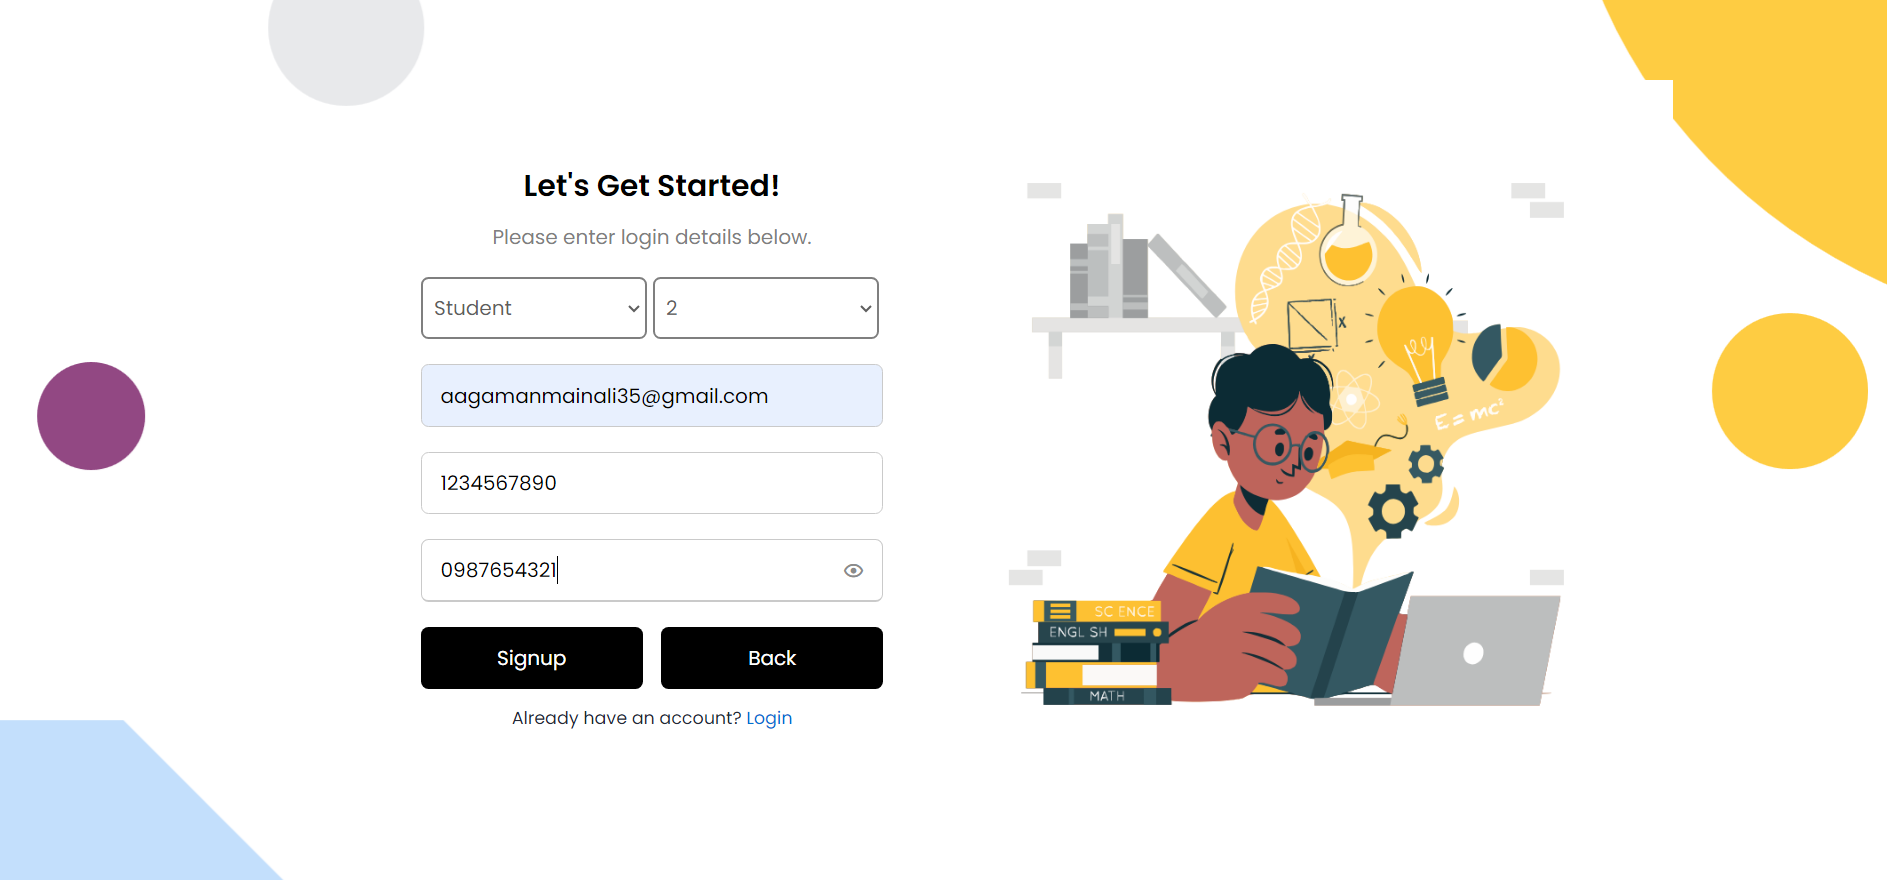 Let's Get Started!
Please enter login details below.
Student 2
aagamanmainali35@gmail.com
1234567890
0987654321
Signup Back
Already have an account? Login
x
E = mc²
SC ENCE
ENGL SH
MATH